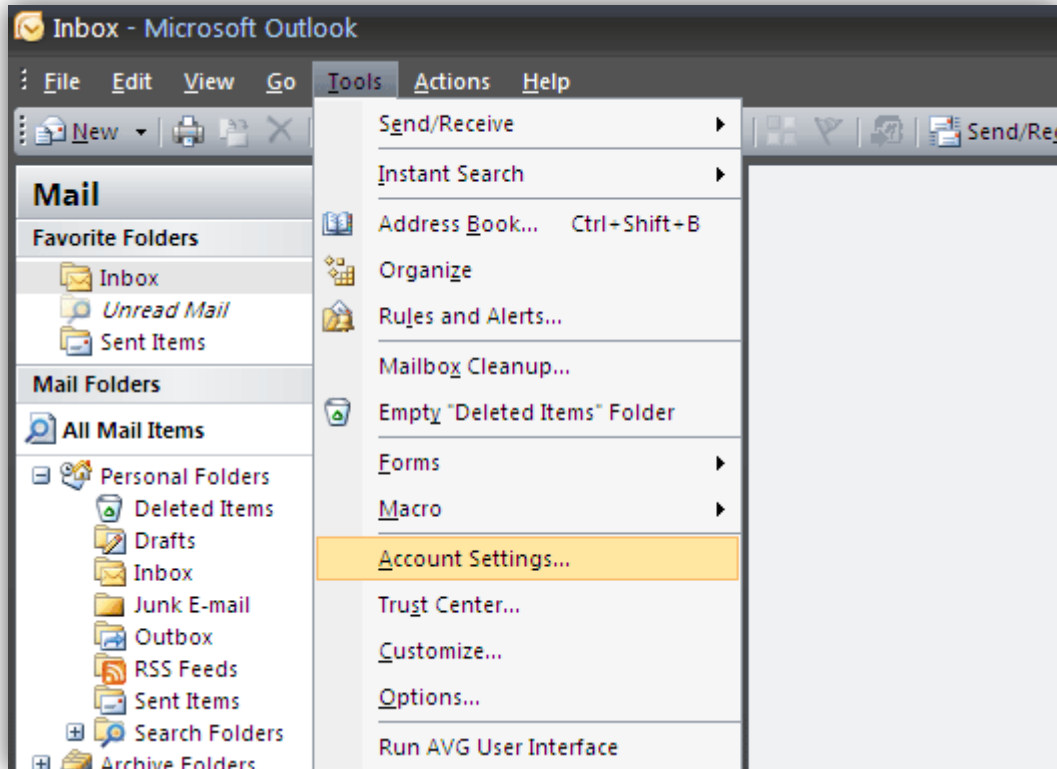 Inbox - Microsoft Outlook
File Edit View Go Tools Actions Help
New Send/Re
Mail
Favorite Folders
Inbox
Unread Mail
Sent Items
Mail Folders
All Mail Items
Personal Folders
Deleted Items
Drafts
Inbox
Junk E-mail
Outbox
RSS Feeds
Sent Items
Search Folders
Archive Folders
Send/Receive
Instant Search
Address Book... Ctrl+Shift+B
Organize
Rules and Alerts...
Mailbox Cleanup...
Empty "Deleted Items" Folder
Forms
Macro
Account Settings...
Trust Center...
Customize...
Options...
Run AVG User Interface